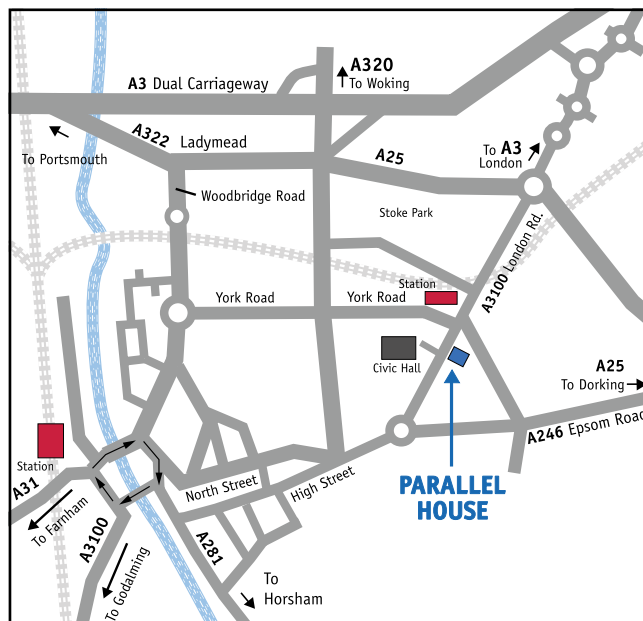 A320
To Woking
A3 Dual Carriageway
A322
Ladymead
To A3
London
To Portsmouth
A25
Woodbridge Road
Stoke Park
A3100 London Rd.
Station
York Road
York Road
Civic Hall
A25
To Dorking
A246 Epsom Road
Station
A31
To Farnham
North Street
High Street
PARALLEL
HOUSE
A3100
To Godalming
A281
To
Horsham